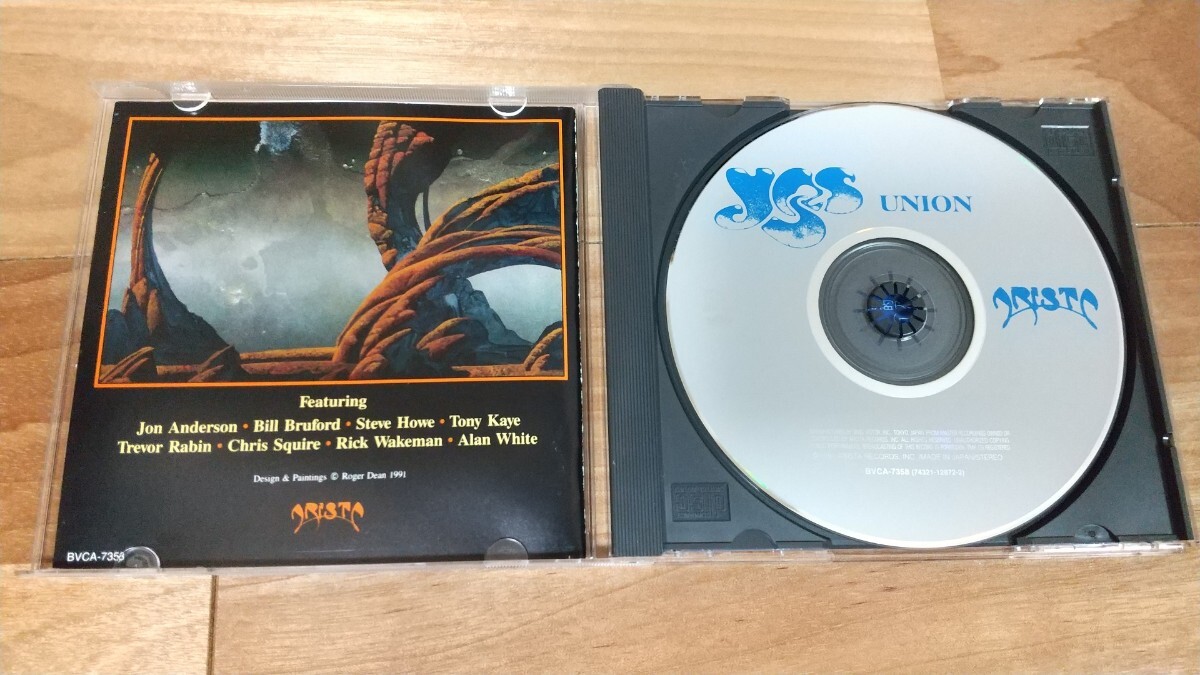 Featuring
Jon Anderson • Bill Bruford • Steve Howe • Tony Kaye
Trevor Rabin • Chris Squire • Rick Wakeman • Alan White
Design & Paintings © Roger Dean 1991
ARISTA
BVCA-7358
YES UNION
ARISTA
BVCA-7358